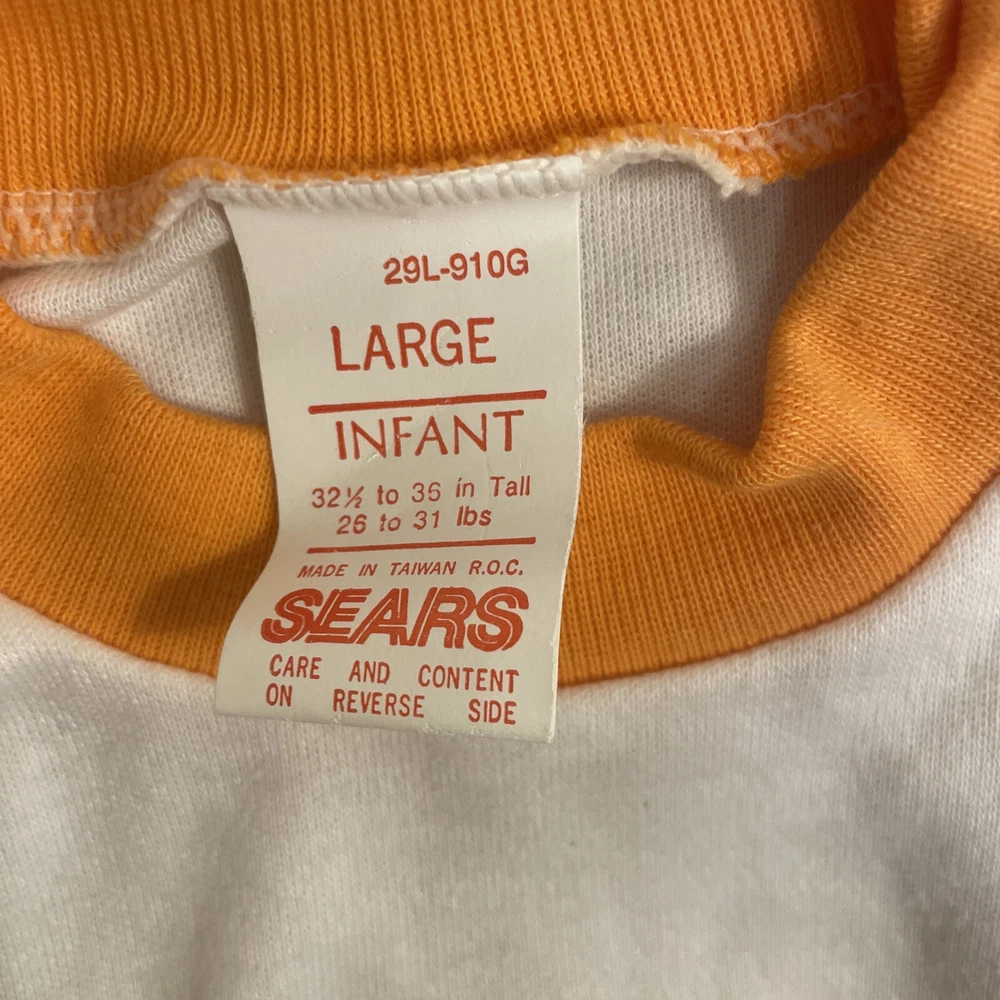 29L-910G
LARGE
INFANT
32½ to 36 in Tall
26 to 31 lbs
MADE IN TAIWAN R.O.C.
SEARS
CARE AND CONTENT
ON REVERSE SIDE